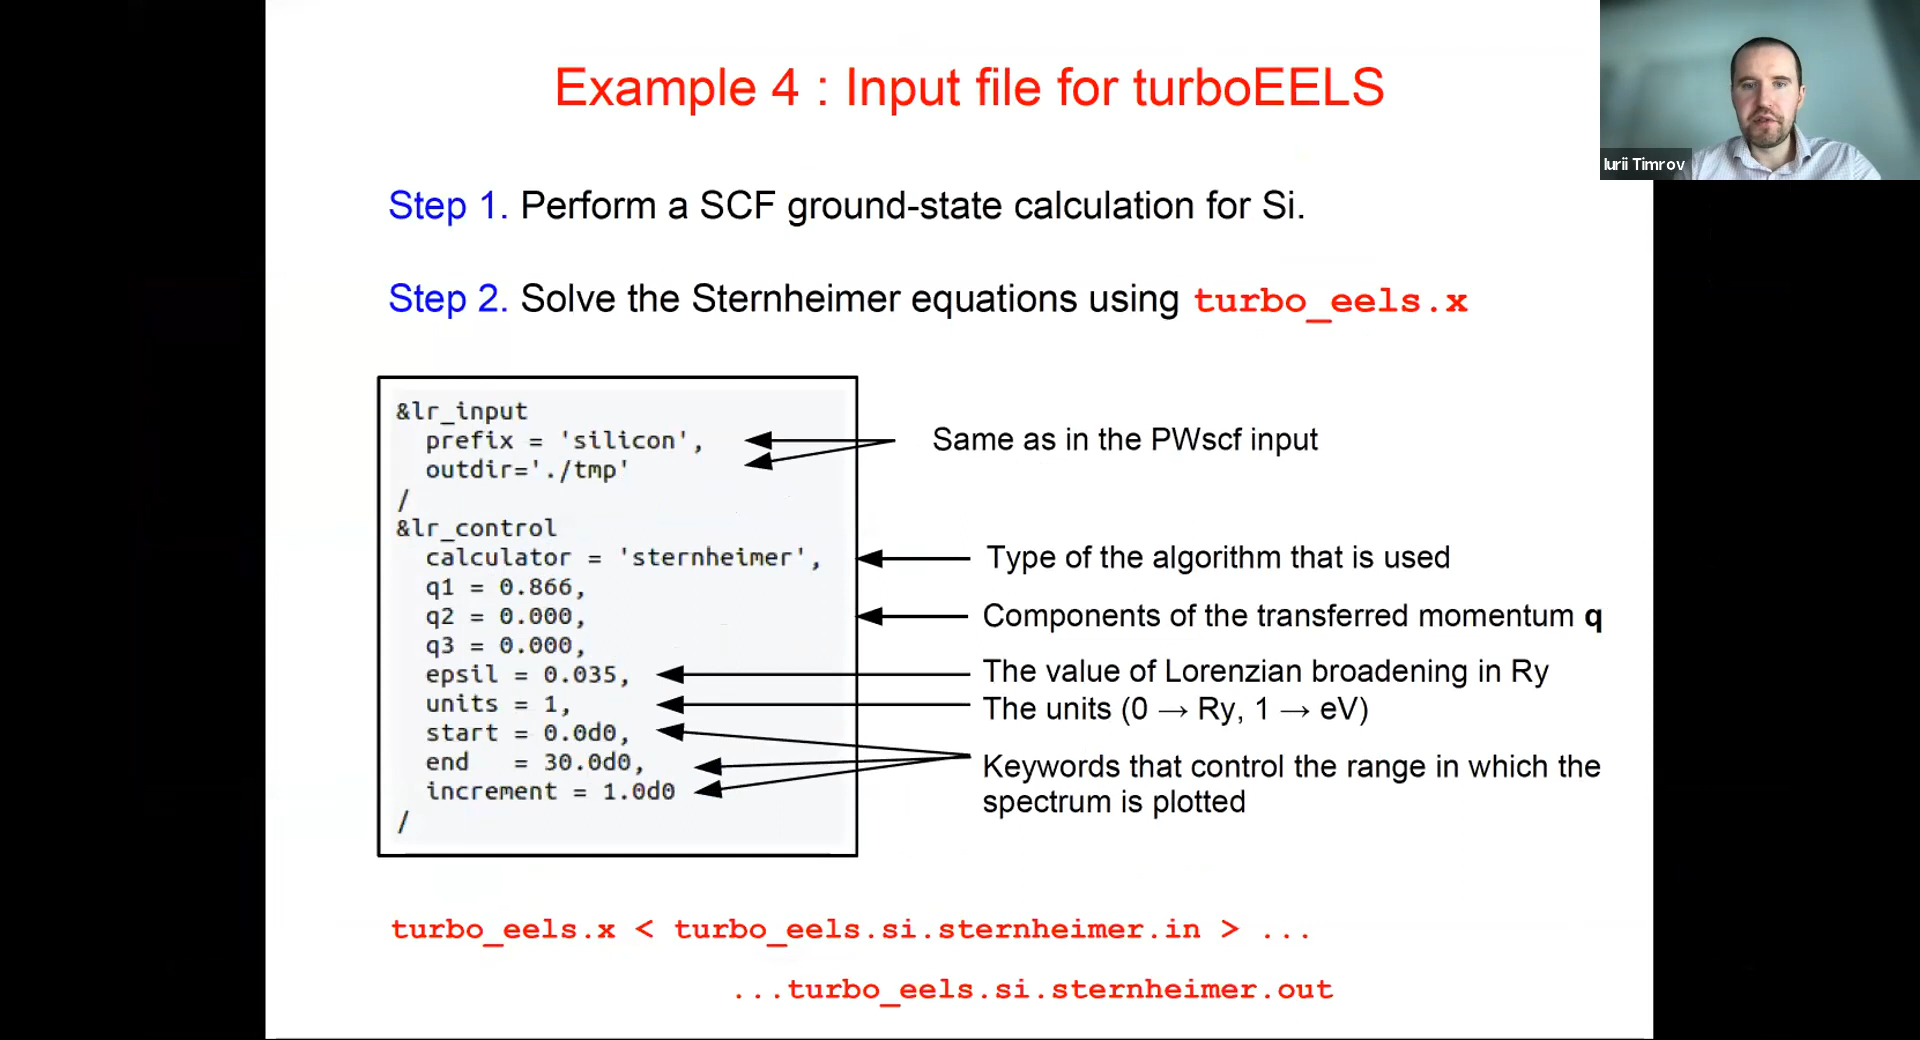 Example 4 : Input file for turboEELS
Iurii Timrov
Step 1. Perform a SCF ground-state calculation for Si.
Step 2. Solve the Sternheimer equations using turbo_eels.x
&lr_input
prefix = 'silicon',
outdir='./tmp'
/
&lr_control
calculator = 'sternheimer',
q1 = 0.866,
q2 = 0.000,
q3 = 0.000,
epsil = 0.035,
units = 1,
start = 0.0d0,
end = 30.0d0,
increment = 1.0d0
/
Same as in the PWscf input
Type of the algorithm that is used
Components of the transferred momentum q
The value of Lorenzian broadening in Ry
The units (0 → Ry, 1 → eV)
Keywords that control the range in which the
spectrum is plotted
turbo_eels.x < turbo_eels.si.sternheimer.in > ...
...turbo_eels.si.sternheimer.out